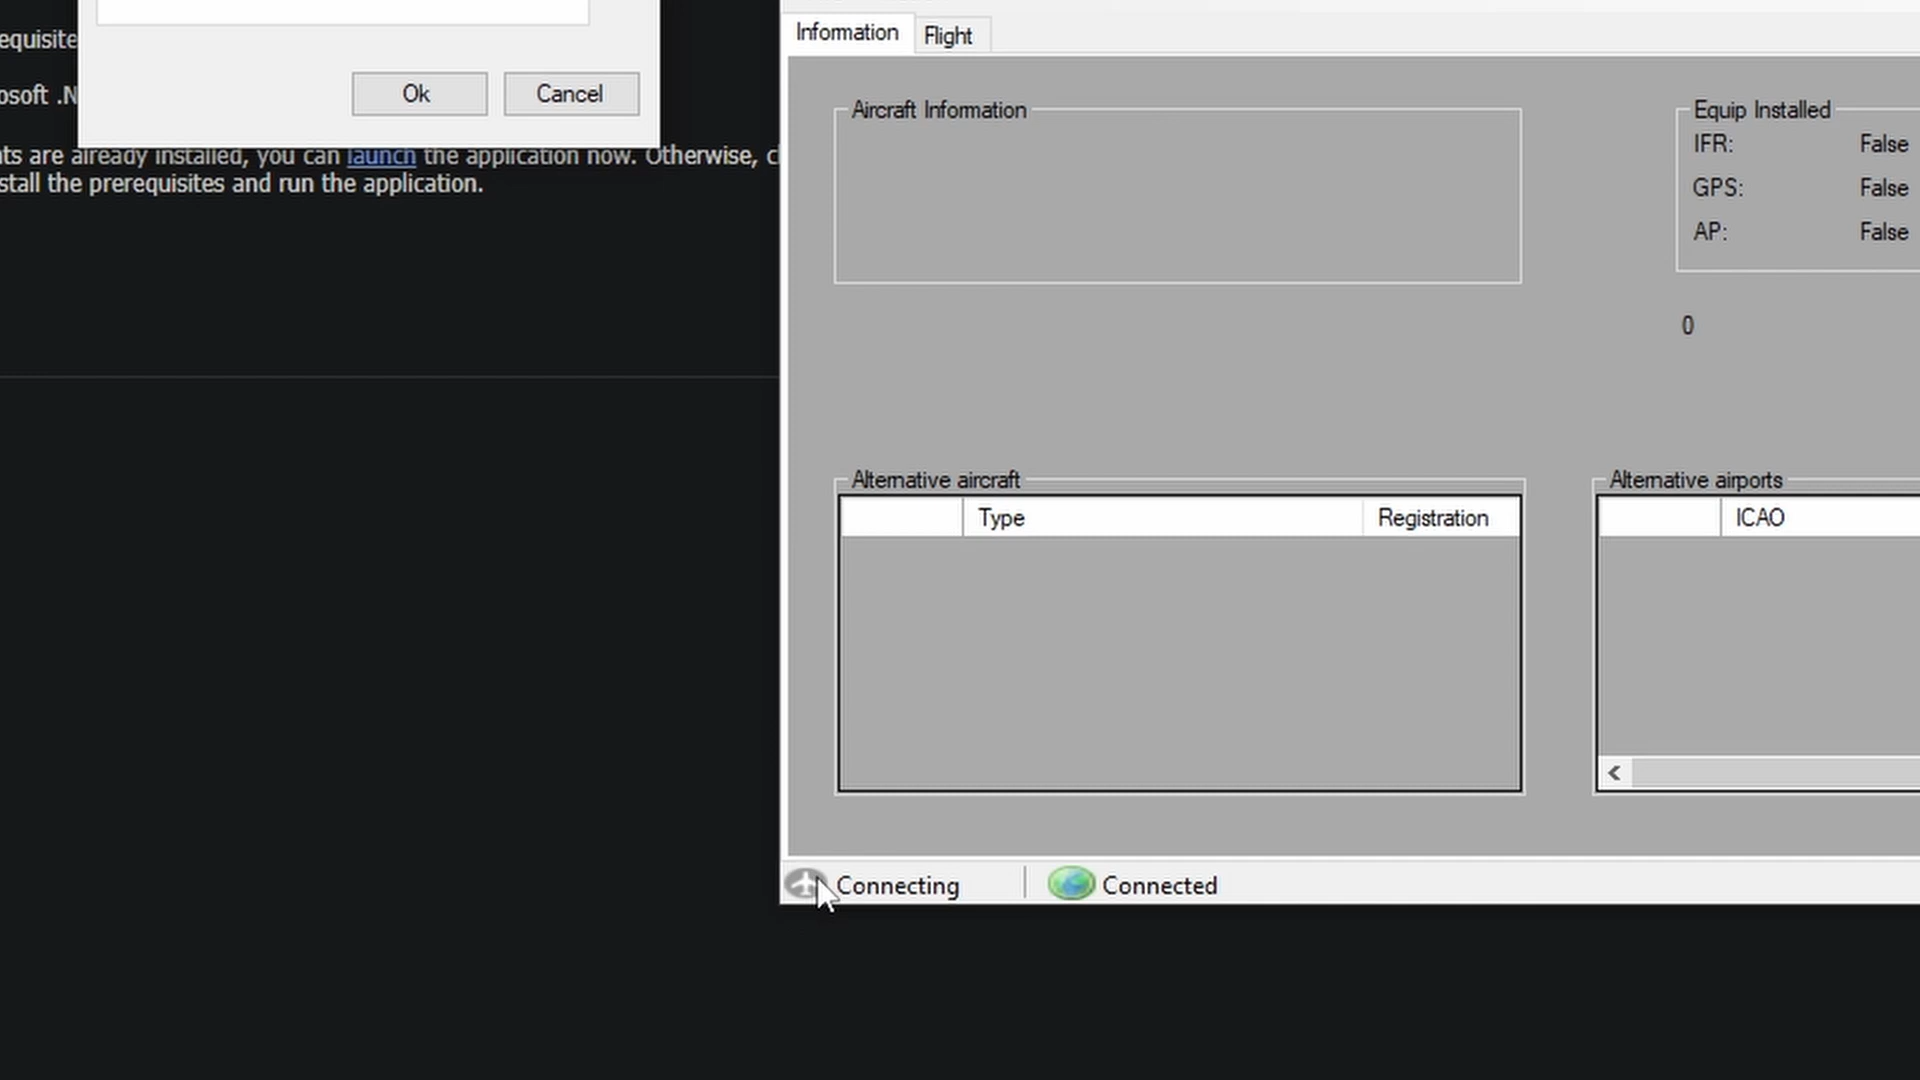 equisite
osoft .N
Ok
Cancel
ts are already installed, you can launch the application now. Otherwise, cl
stall the prerequisites and run the application.
Information
Flight
Aircraft Information
Equip Installed
IFR: False
GPS: False
AP: False
0
Alternative aircraft
Type
Registration
Alternative airports
ICAO
Connecting
Connected